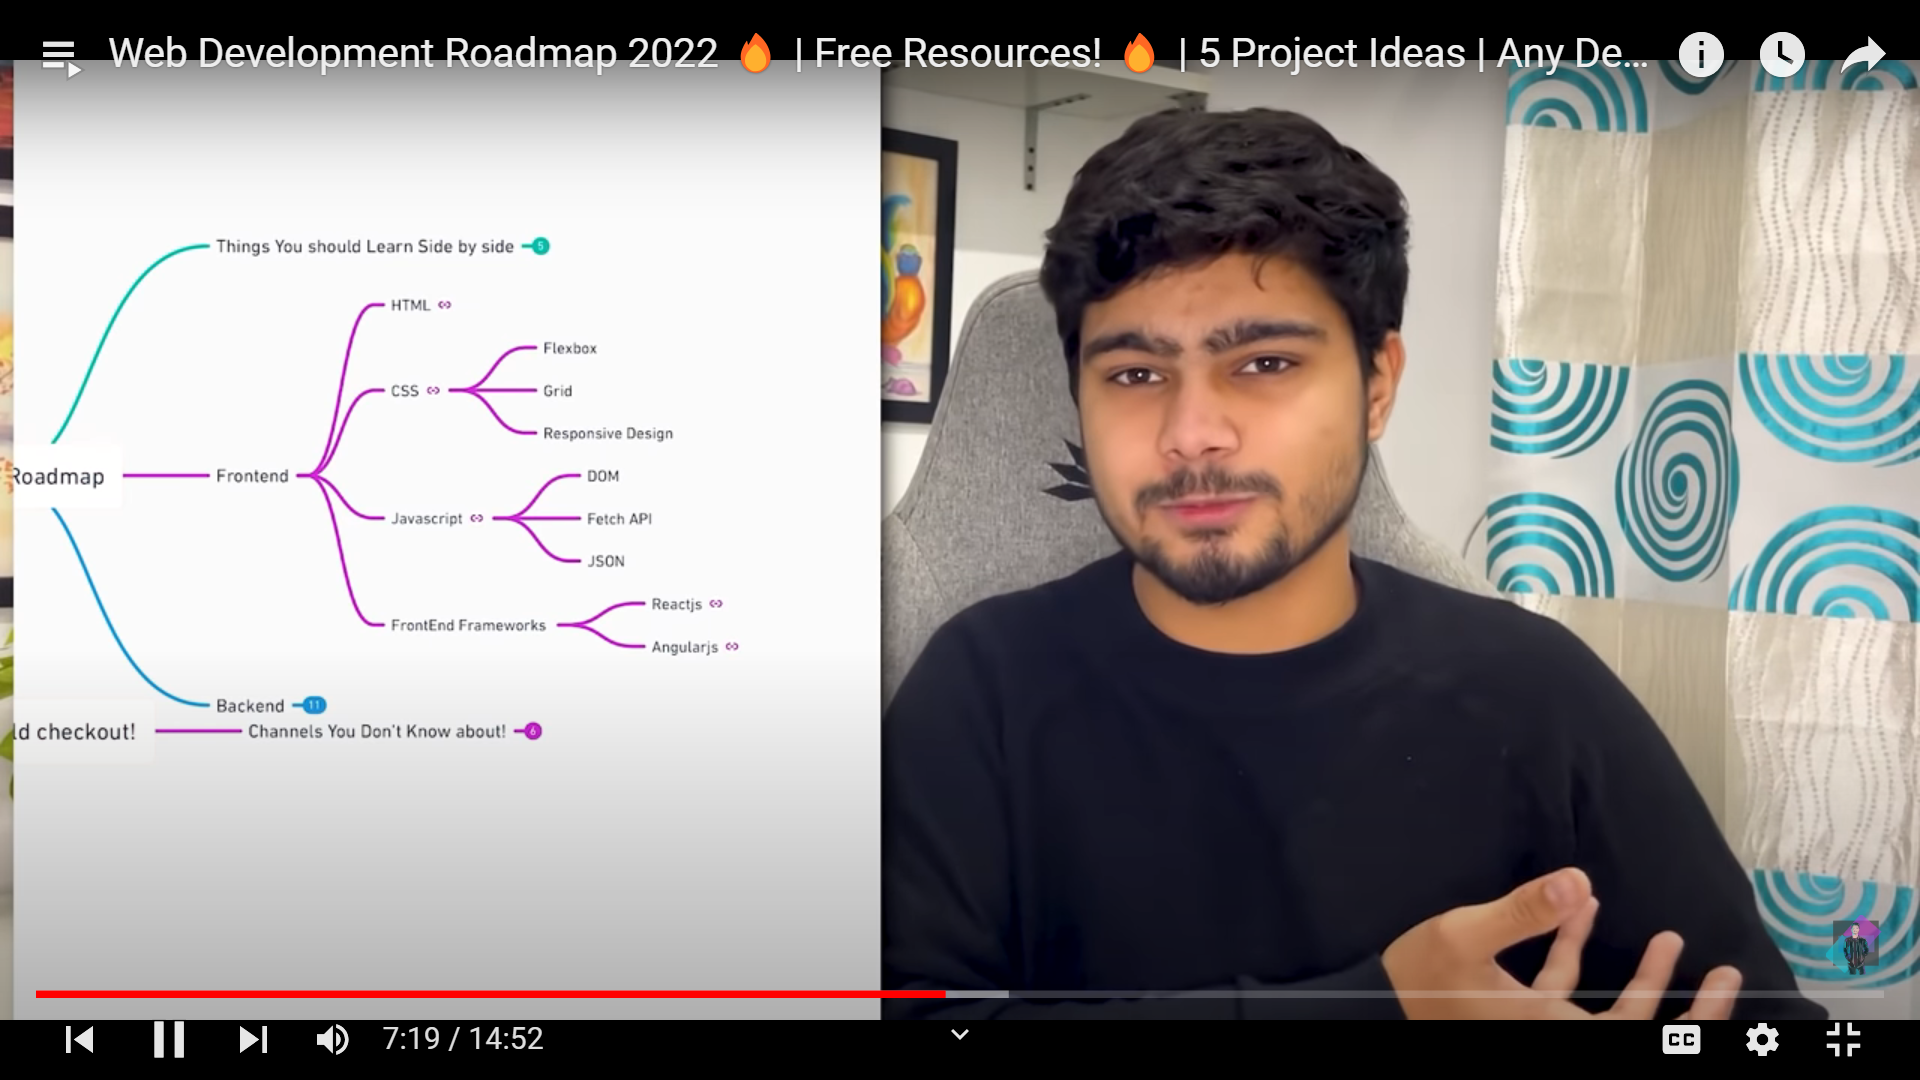 Web Development Roadmap 2022 🔥 | Free Resources! 🔥 | 5 Project Ideas | Any De...
Things You should Learn Side by side 5
HTML
Flexbox
CSS
Grid
Responsive Design
Roadmap
Frontend
DOM
Javascript
Fetch API
JSON
Reactjs
FrontEnd Frameworks
Angularjs
Backend 11
ld checkout!
Channels You Don't Know about! 6
7:19 / 14:52
CC